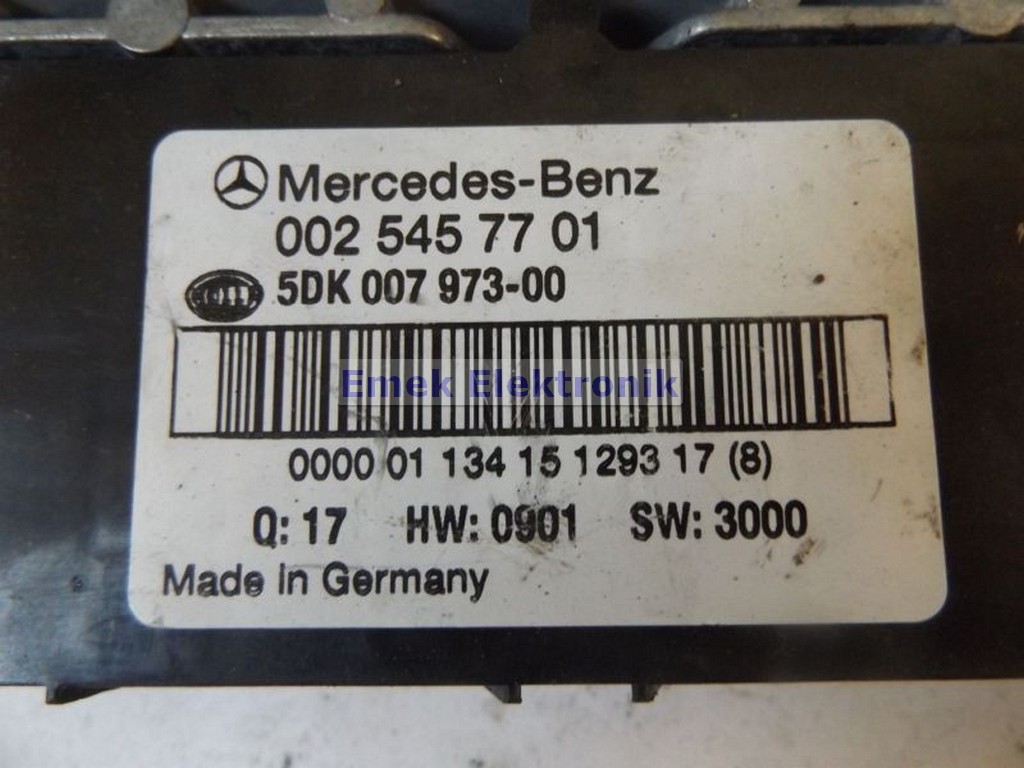 Mercedes-Benz
002 545 77 01
5DK 007 973-00
Emek Elektronik
0000 01 134 15 1293 17 (8)
Q: 17 HW: 0901 SW: 3000
Made in Germany